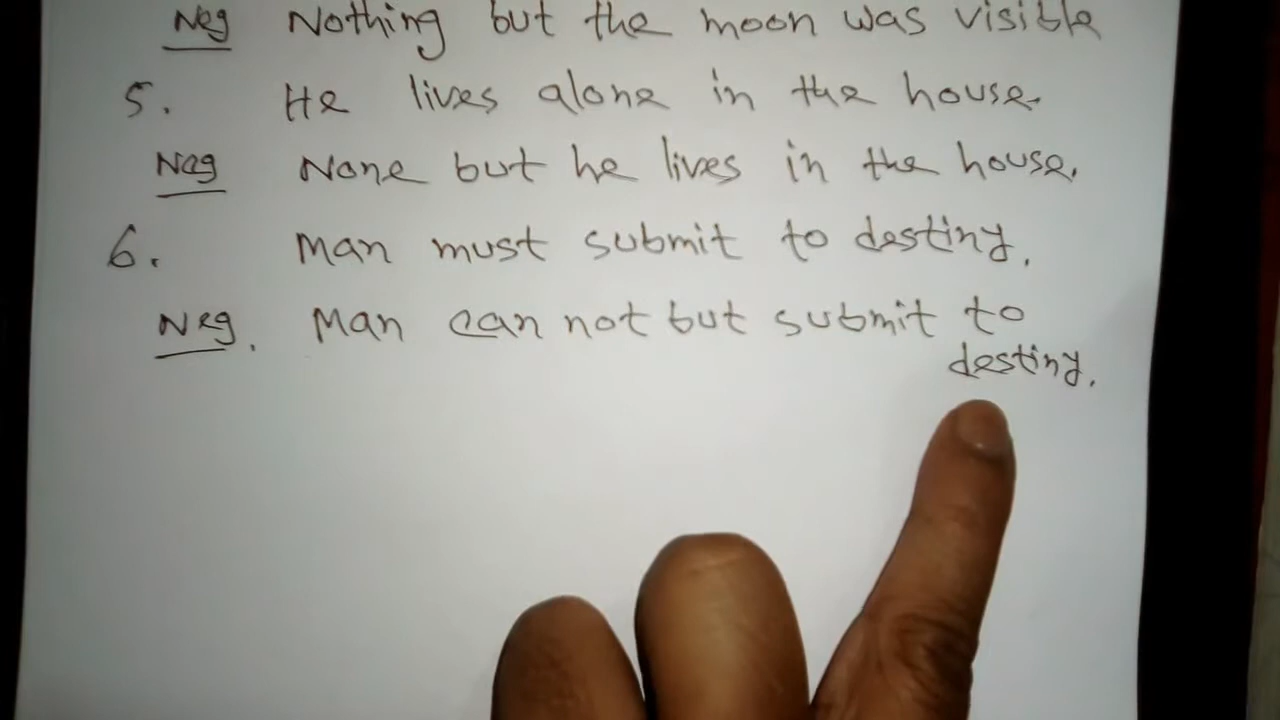 Neg Nothing but the moon was visible
5. He lives alone in the house.
Neg None but he lives in the house.
6. Man must submit to destiny.
Neg. Man can not but submit to
destiny.